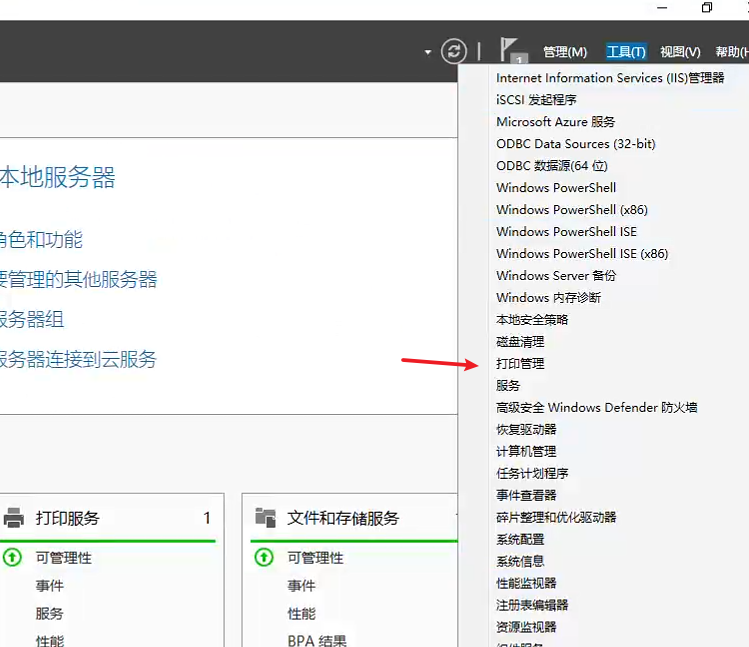 管理(M) 工具(T) 视图(V) 帮助(H
1
Internet Information Services (IIS)管理器
iSCSI 发起程序
Microsoft Azure 服务
ODBC Data Sources (32-bit)
ODBC 数据源(64 位)
Windows PowerShell
Windows PowerShell (x86)
Windows PowerShell ISE
Windows PowerShell ISE (x86)
Windows Server 备份
Windows 内存诊断
本地安全策略
磁盘清理
打印管理
服务
高级安全 Windows Defender 防火墙
恢复驱动器
计算机管理
任务计划程序
事件查看器
碎片整理和优化驱动器
系统配置
系统信息
性能监视器
注册表编辑器
资源监视器
本地服务器
角色和功能
要管理的其他服务器
服务器组
服务器连接到云服务
打印服务 1
可管理性
事件
服务
性能
文件和存储服务
可管理性
事件
性能
BPA 结果